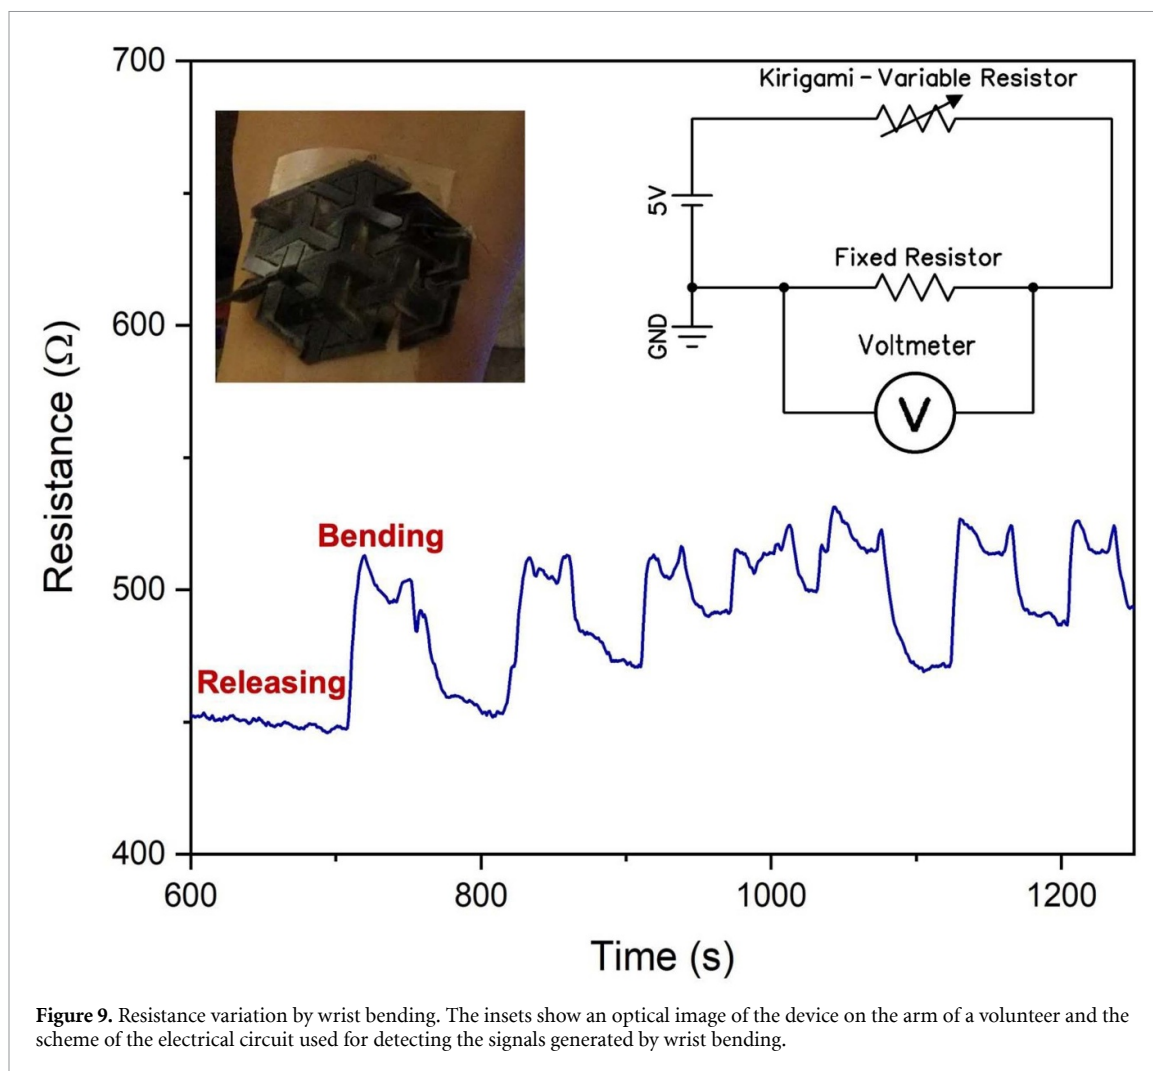 700
600
500
400
Resistance (Ω)
Kirigami – Variable Resistor
5V
Fixed Resistor
GND
Voltmeter
V
Bending
Releasing
600 800 1000 1200
Time (s)
Figure 9. Resistance variation by wrist bending. The insets show an optical image of the device on the arm of a volunteer and the
scheme of the electrical circuit used for detecting the signals generated by wrist bending.